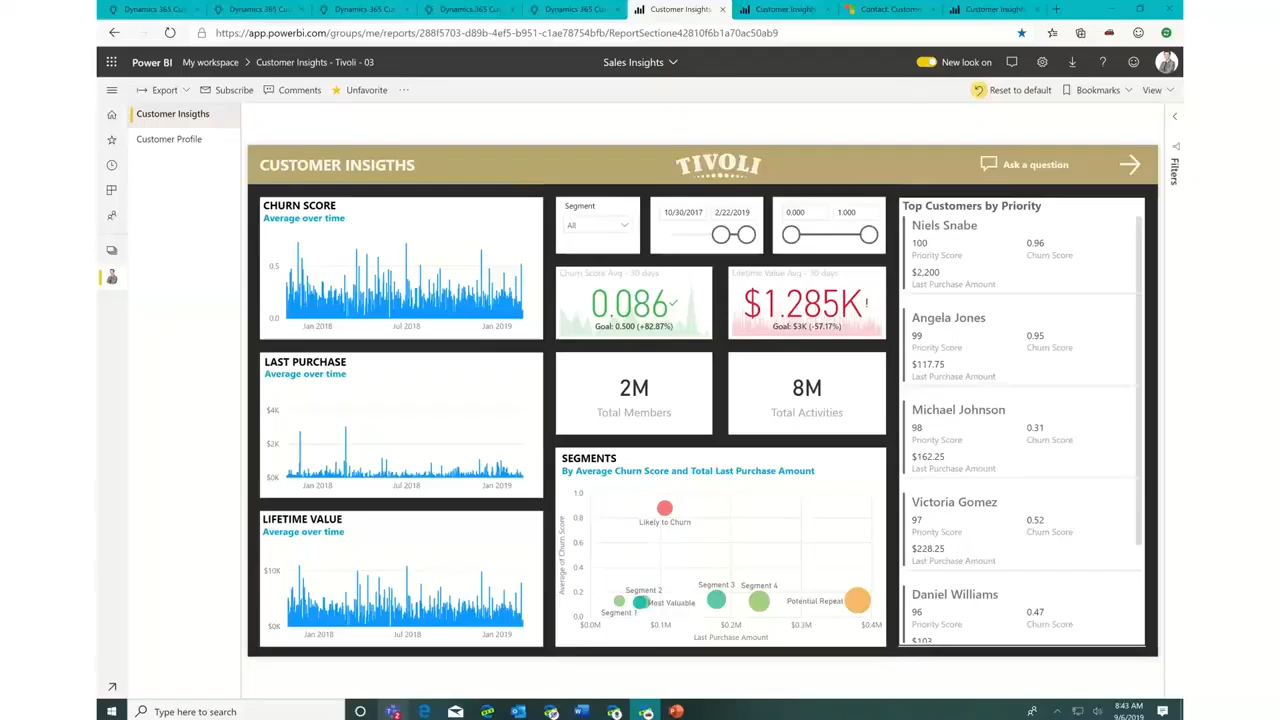 Dynamics 365 Cu
Dynamics 365 Cus
Dynamics 365 Cus
Dynamics 365 Cus
Dynamics 365 Cus
Customer Insights
Customer Insights
Contact: Custome
Customer Insights
https://app.powerbi.com/groups/me/reports/288f5703-d89b-4ef5-b951-c1ae78754bfb/ReportSectione42810f6b1a70ac50ab9
Power BI
My workspace > Customer Insights - Tivoli - 03
Sales Insights
New look on
Export
Subscribe
Comments
Unfavorite
Reset to default
Bookmarks
View
Customer Insigths
Customer Profile
CUSTOMER INSIGTHS
TIVOLI
Ask a question
Filters
CHURN SCORE
Average over time
0.5
0.0
Jan 2018
Jul 2018
Jan 2019
LAST PURCHASE
Average over time
$4K
$2K
$0K
Jan 2018
Jul 2018
Jan 2019
LIFETIME VALUE
Average over time
$10K
$0K
Jan 2018
Jul 2018
Jan 2019
Segment
All
10/30/2017
2/22/2019
0.000
1.000
Churn Score Avg - 30 days
0.086
Goal: 0.500 (+82.87%)
Lifetime Value Avg - 30 days
$1.285K!
Goal: $3K (-57.17%)
2M
Total Members
8M
Total Activities
SEGMENTS
By Average Churn Score and Total Last Purchase Amount
Average of Churn Score
1.0
0.8
0.6
0.4
0.2
0.0
Likely to Churn
Segment 1
Segment 2
Most Valuable
Segment 3
Segment 4
Potential Repeat
$0.0M
$0.1M
$0.2M
$0.3M
$0.4M
Last Purchase Amount
Top Customers by Priority
Niels Snabe
100
0.96
Priority Score
Churn Score
$2,200
Last Purchase Amount
Angela Jones
99
0.95
Priority Score
Churn Score
$117.75
Last Purchase Amount
Michael Johnson
98
0.31
Priority Score
Churn Score
$162.25
Last Purchase Amount
Victoria Gomez
97
0.52
Priority Score
Churn Score
$228.25
Last Purchase Amount
Daniel Williams
96
0.47
Priority Score
Churn Score
$103
Type here to search
8:43 AM
9/6/2019